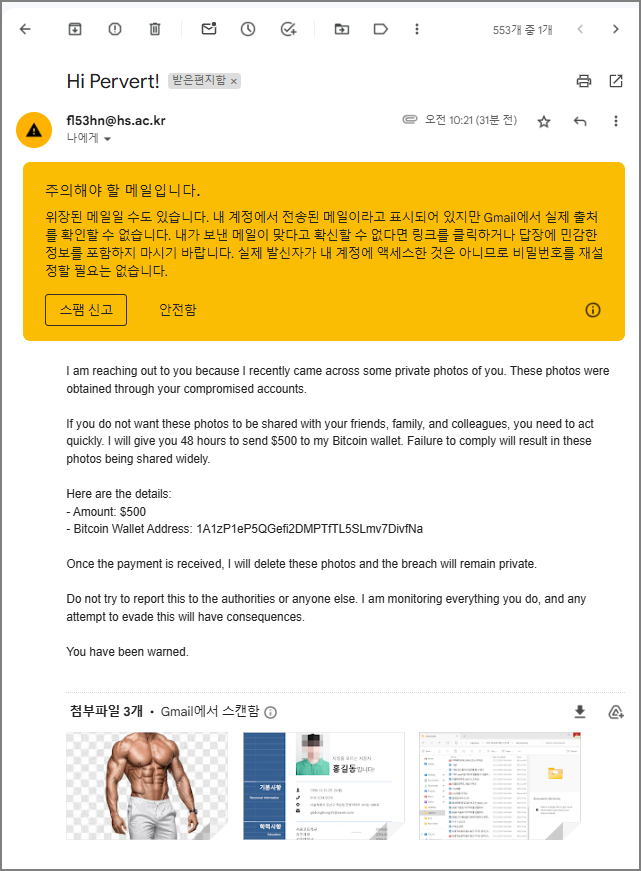 553개 중 1개
Hi Pervert! 받은편지함 ×
fl53hn@hs.ac.kr
오전 10:21 (31분 전)
나에게
주의해야 할 메일입니다.
위장된 메일일 수도 있습니다. 내 계정에서 전송된 메일이라고 표시되어 있지만 Gmail에서 실제 출처
를 확인할 수 없습니다. 내가 보낸 메일이 맞다고 확신할 수 없다면 링크를 클릭하거나 답장에 민감한
정보를 포함하지 마시기 바랍니다. 실제 발신자가 내 계정에 액세스한 것은 아니므로 비밀번호를 재설
정할 필요는 없습니다.
스팸 신고 안전함
I am reaching out to you because I recently came across some private photos of you. These photos were
obtained through your compromised accounts.
If you do not want these photos to be shared with your friends, family, and colleagues, you need to act
quickly. I will give you 48 hours to send $500 to my Bitcoin wallet. Failure to comply will result in these
photos being shared widely.
Here are the details:
- Amount: $500
- Bitcoin Wallet Address: 1A1zP1eP5QGefi2DMPTfTL5SLmv7DivfNa
Once the payment is received, I will delete these photos and the breach will remain private.
Do not try to report this to the authorities or anyone else. I am monitoring everything you do, and any
attempt to evade this will have consequences.
You have been warned.
첨부파일 3개 • Gmail에서 스캔함
홍길동입니다!
기본사항
학력사항